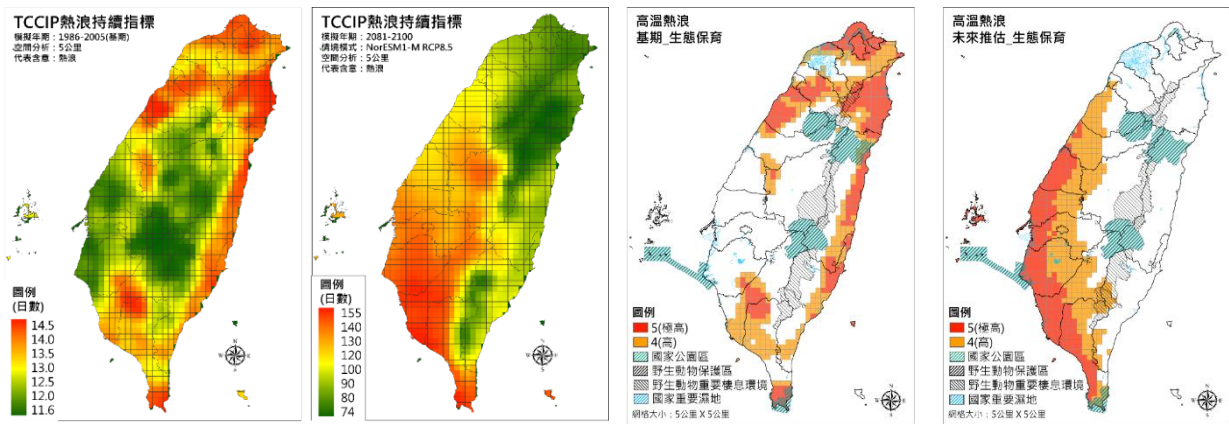 TCCIP熱浪持續指標
模擬年期：1986-2005(基期)
空間分析：5公里
代表含意：熱浪
圖例
(日數)
14.5
14.0
13.5
13.0
12.5
12.0
11.6
TCCIP熱浪持續指標
模擬年期：2081-2100
情境模式：NorESM1-M RCP8.5
空間分析：5公里
代表含意：熱浪
圖例
(日數)
155
140
130
120
100
90
80
74
高溫熱浪
基期_生態保育
圖例
5(極高)
4(高)
國家公園區
野生動物保護區
野生動物重要棲息環境
國家重要濕地
網格大小：5公里 X 5公里
高溫熱浪
未來推估_生態保育
圖例
5(極高)
4(高)
國家公園區
野生動物保護區
野生動物重要棲息環境
國家重要濕地
網格大小：5公里 X 5公里